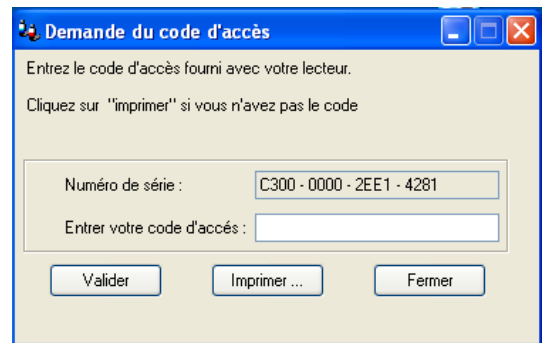 Demande du code d'accès
Entrez le code d'accès fourni avec votre lecteur.
Cliquez sur "imprimer" si vous n'avez pas le code
Numéro de série : C300 - 0000 - 2EE1 - 4281
Entrer votre code d'accés :
Valider Imprimer ... Fermer